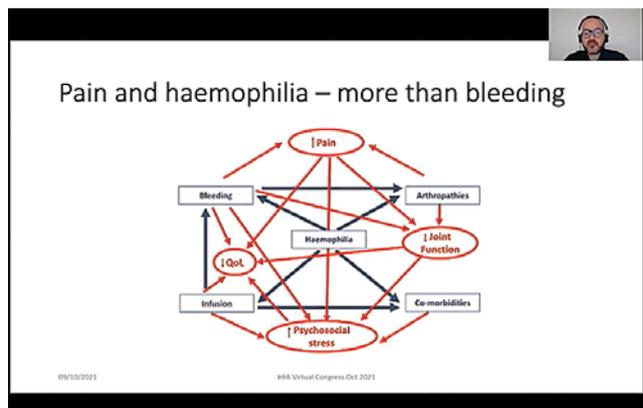 Pain and haemophilia – more than bleeding
↑Pain
Bleeding
Arthropathies
Haemophilia
↓Joint
Function
↓QoL
Infusion
Co-morbidities
↑Psychosocial
stress
09/10/2021
HFA Virtual Congress Oct 2021